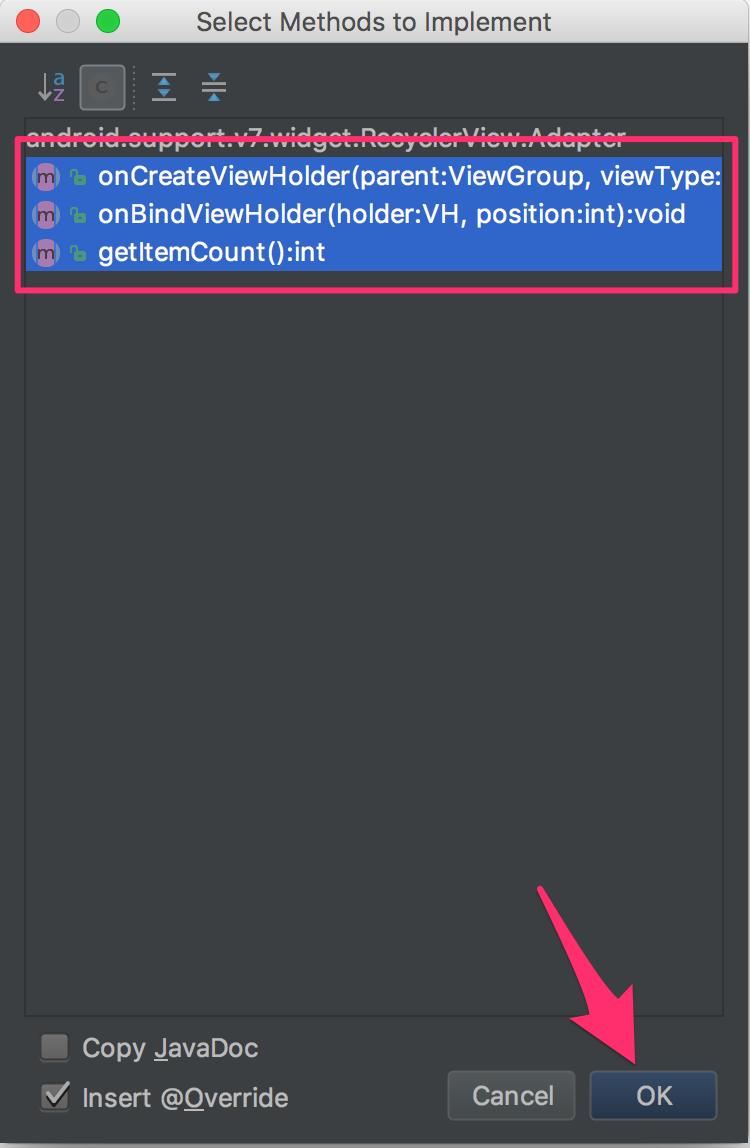 Select Methods to Implement
android.support.v7.widget.RecyclerView.Adapter
onCreateViewHolder(parent:ViewGroup, viewType:
onBindViewHolder(holder:VH, position:int):void
getItemCount():int
Copy JavaDoc
Insert @Override
Cancel
OK